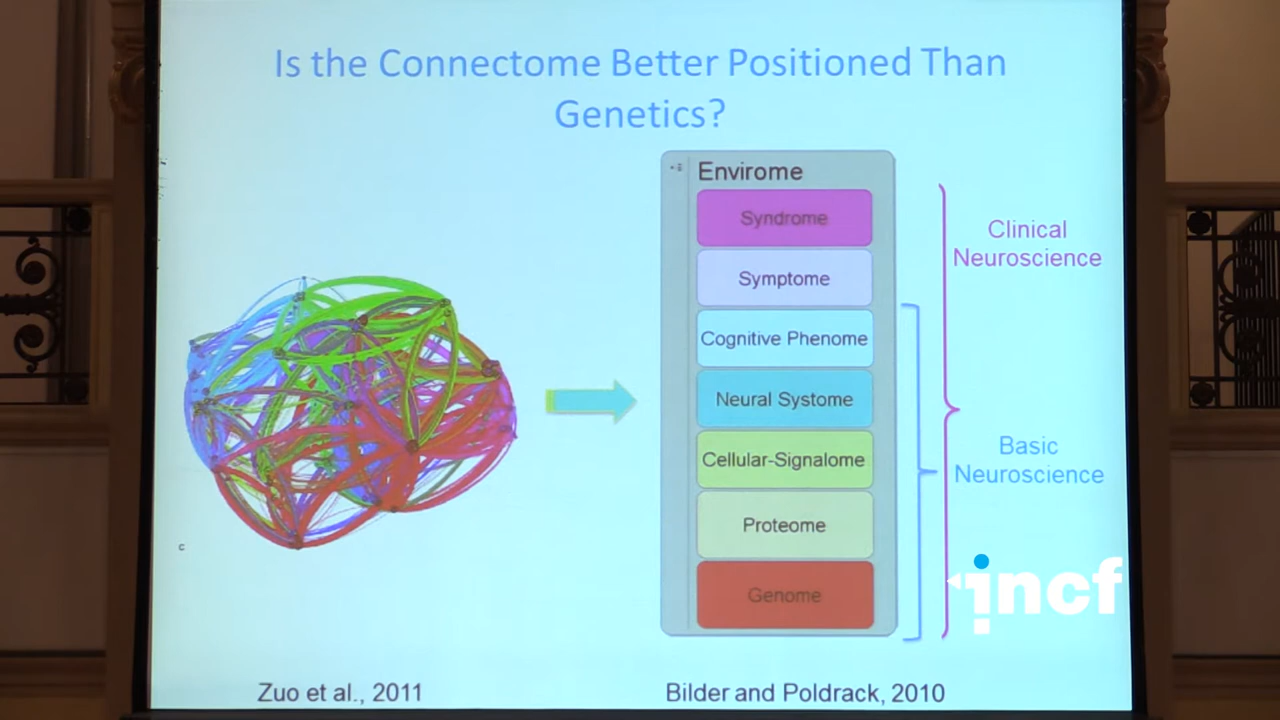 Is the Connectome Better Positioned Than
Genetics?
Envirome
Syndrome
Symptome
Cognitive Phenome
Neural Systome
Cellular-Signalome
Proteome
Genome
Clinical
Neuroscience
Basic
Neuroscience
incf
c
Zuo et al., 2011
Bilder and Poldrack, 2010